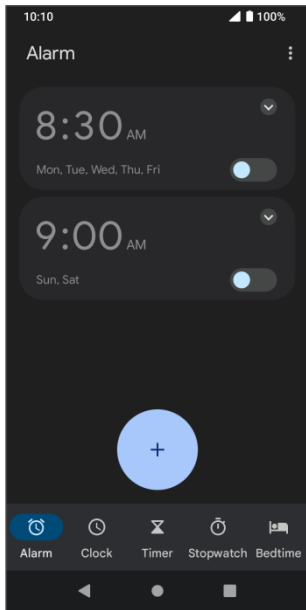 10:10 100%
Alarm
8:30 AM
Mon, Tue, Wed, Thu, Fri
9:00 AM
Sun, Sat
Alarm Clock Timer Stopwatch Bedtime